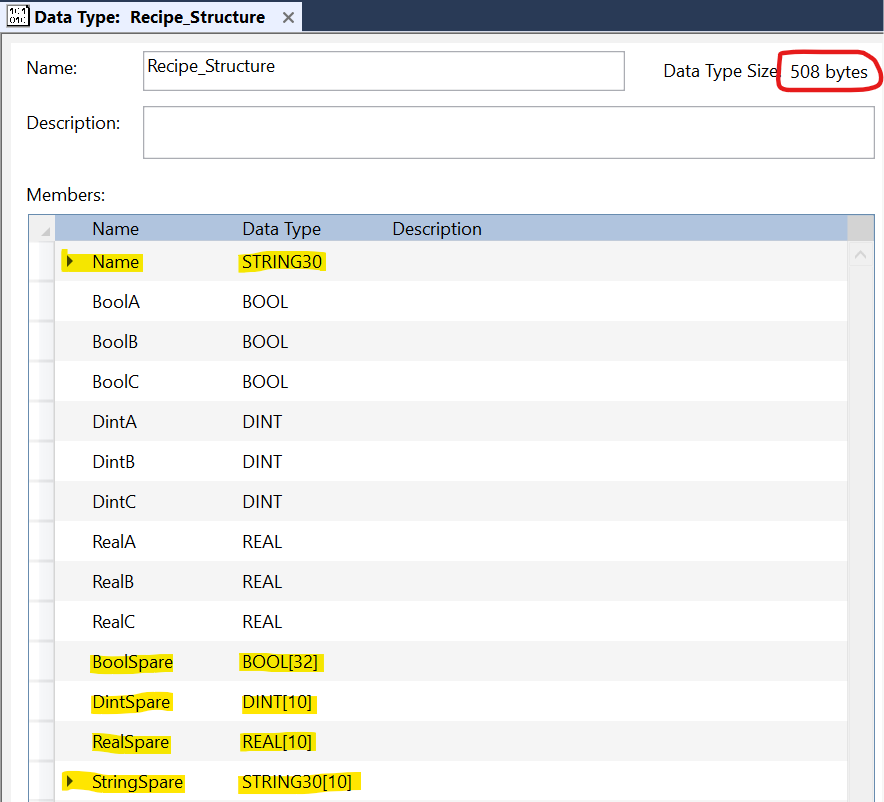 Data Type: Recipe_Structure ×
Name: Recipe_Structure Data Type Size: 508 bytes
Description:
Members:
Name Data Type Description
Name STRING30
BoolA BOOL
BoolB BOOL
BoolC BOOL
DintA DINT
DintB DINT
DintC DINT
RealA REAL
RealB REAL
RealC REAL
BoolSpare BOOL[32]
DintSpare DINT[10]
RealSpare REAL[10]
StringSpare STRING30[10]